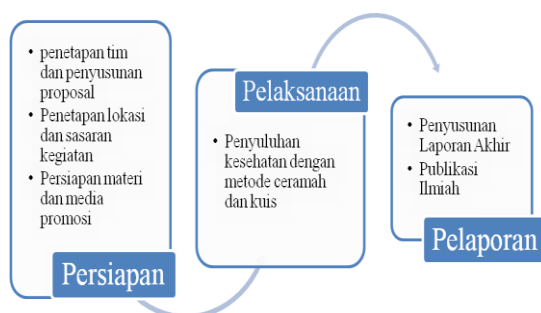 • penetapan tim
dan penyusunan
proposal
• Penetapan lokasi
dan sasaran
kegiatan
• Persiapan materi
dan media
promosi
Persiapan
Pelaksanaan
• Penyuluhan
kesehatan dengan
metode ceramah
dan kuis
• Penyusunan
Laporan Akhir
• Publikasi
Ilmiah
Pelaporan